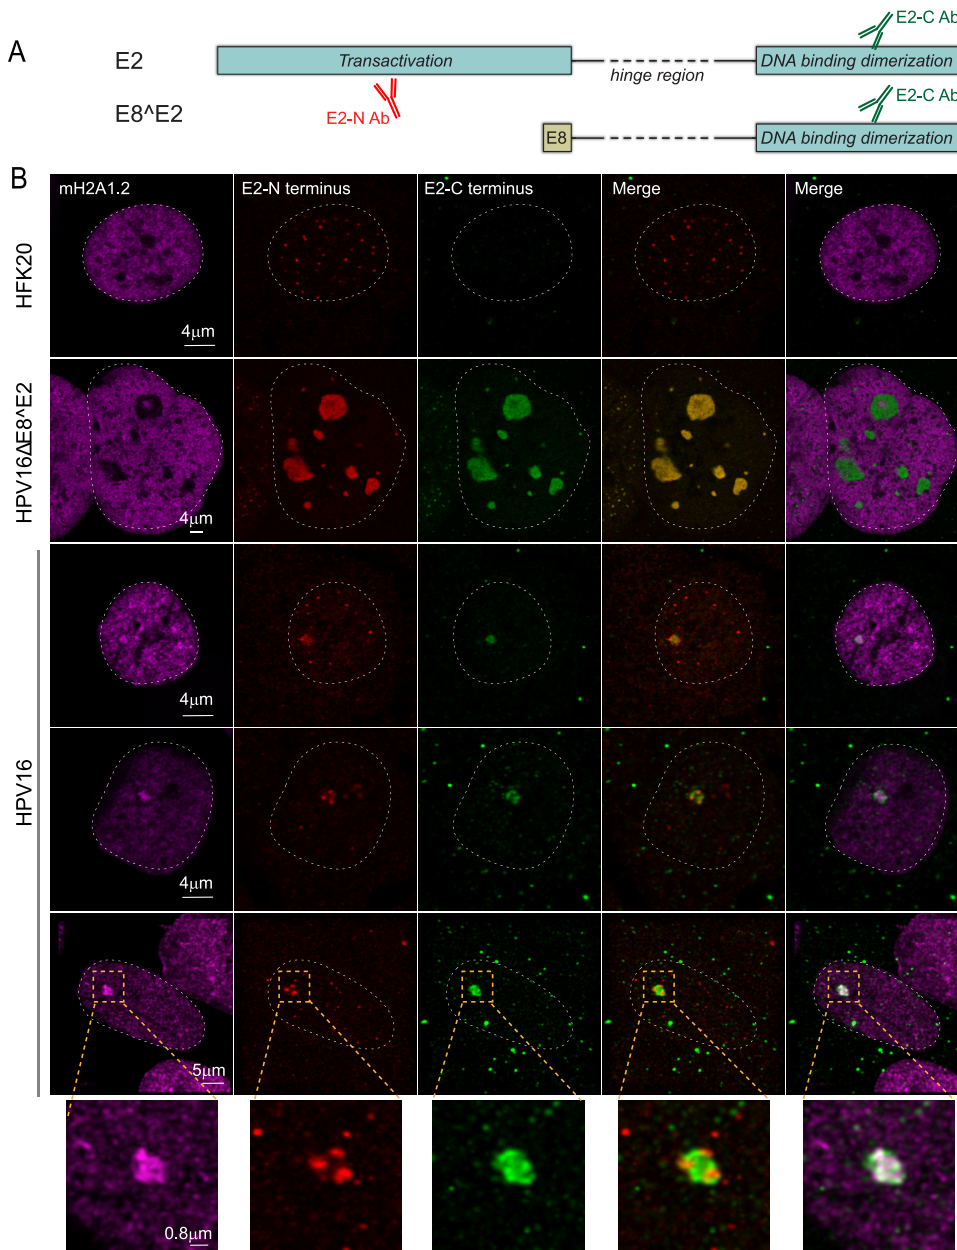 A
E2
Transactivation
hinge region
DNA binding dimerization
E2-C Ab
E8^E2
E2-N Ab
E8
DNA binding dimerization
E2-C Ab
B
mH2A1.2
E2-N terminus
E2-C terminus
Merge
Merge
HFK20
4μm
HPV16ΔE8^E2
4μm
HPV16
4μm
4μm
5μm
0.8μm